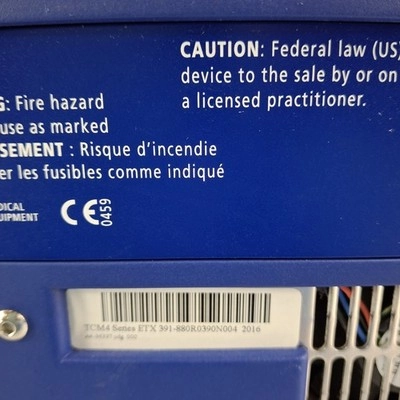 CAUTION: Federal law (US)
device to the sale by or on
a licensed practitioner.
G: Fire hazard
use as marked
SEMENT : Risque d'incendie
er les fusibles comme indiqué
DICAL
UIPMENT
CE 0459
TCM4 Series ETX 391-880R0390N004 2016